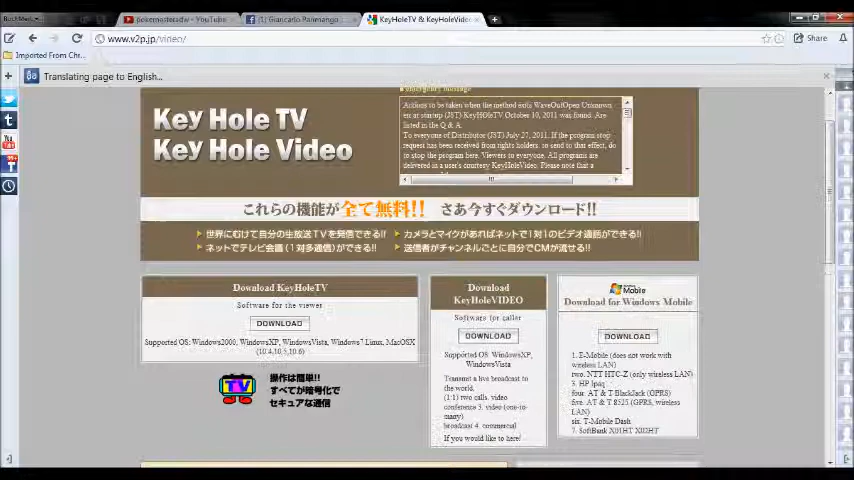 RockMelt
pokemasteradw - YouTube
(1) Giancarlo Parimango
KeyHoleTV & KeyHoleVideo
www.v2p.jp/video/
Share
Imported From Chr...
Translating page to English...
Key Hole TV
Key Hole Video
emergency message
Actions to be taken when the method exits WaveOutOpen Unknown
err at startup (JST) KeyHoleTV October 10, 2011 was found. Are
listed in the Q & A.
To everyone of Distributor (JST) July 27, 2011. If the program stop
request has been received from rights holders, so send to that effect, do
to stop the program here. Viewers to everyone. All programs are
delivered in a user's courtesy KeyHoleVideo. Please note that a
これらの機能が全て無料!! さあ今すぐダウンロード!!
世界にむけて自分の生放送TVを発信できる!!
カメラとマイクがあればネットで1対1のビデオ通話ができる!
ネットでテレビ会議(1対多通信)ができる!!
送信者がチャンネルごとに自分でCMが流せる!!
Download KeyHoleTV
Software for the viewer
DOWNLOAD
Supported OS: Windows2000, WindowsXP, WindowsVista, Windows7 Linux, MacOSX
(10.4,10.5,10.6)
TV
操作は簡単!!
すべてが暗号化で
セキュアな通信
Download
KeyHoleVIDEO
Software for caller
DOWNLOAD
Supported OS: WindowsXP,
WindowsVista
Transmit a live broadcast to
the world.
(1:1) two calls. video
conference 3. video (one-to-
many)
broadcast 4. commercial
If you would like to here!
Windows Mobile
Download for Windows Mobile
DOWNLOAD
1. E-Mobile (does not work with
wireless LAN)
two. NTT HTC-Z (only wireless LAN)
3. HP Ipaq
four. AT & T BlackJack (GPRS)
five. AT & T 8525 (GPRS, wireless
LAN)
six. T-Mobile Dash
7. SoftBank X01HT X02HT